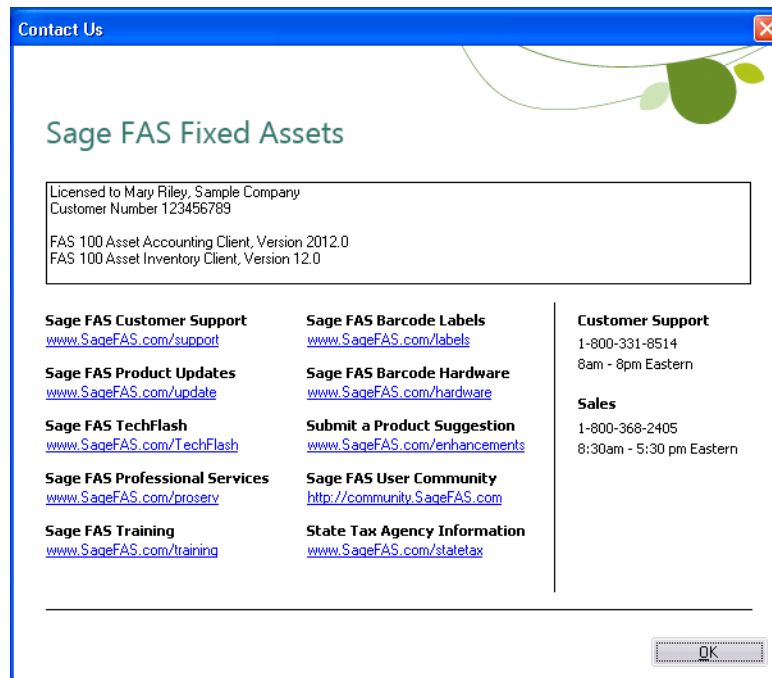 Contact Us
Sage FAS Fixed Assets
Licensed to Mary Riley, Sample Company
Customer Number 123456789
FAS 100 Asset Accounting Client, Version 2012.0
FAS 100 Asset Inventory Client, Version 12.0
Sage FAS Customer Support
www.SageFAS.com/support
Sage FAS Product Updates
www.SageFAS.com/update
Sage FAS TechFlash
www.SageFAS.com/TechFlash
Sage FAS Professional Services
www.SageFAS.com/proserv
Sage FAS Training
www.SageFAS.com/training
Sage FAS Barcode Labels
www.SageFAS.com/labels
Sage FAS Barcode Hardware
www.SageFAS.com/hardware
Submit a Product Suggestion
www.SageFAS.com/enhancements
Sage FAS User Community
http://community.SageFAS.com
State Tax Agency Information
www.SageFAS.com/statetax
Customer Support
1-800-331-8514
8am - 8pm Eastern
Sales
1-800-368-2405
8:30am - 5:30 pm Eastern
OK